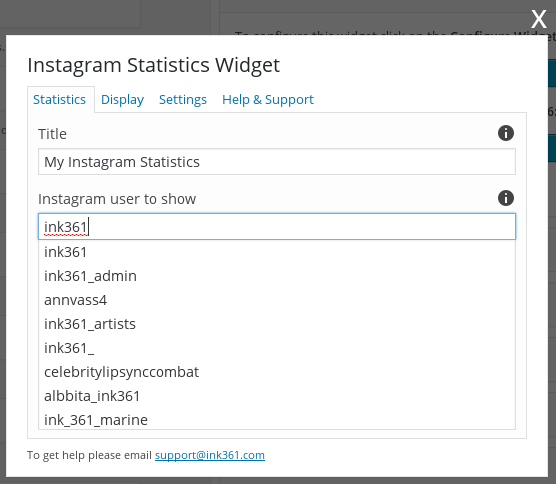 X
To configure this widget click on the Configure Widget
Instagram Statistics Widget
Statistics Display Settings Help & Support
Title
My Instagram Statistics
Instagram user to show
ink361
ink361
ink361_admin
annvass4
ink361_artists
ink361_
celebritylipsynccombat
albbita_ink361
ink_361_marine
To get help please email support@ink361.com